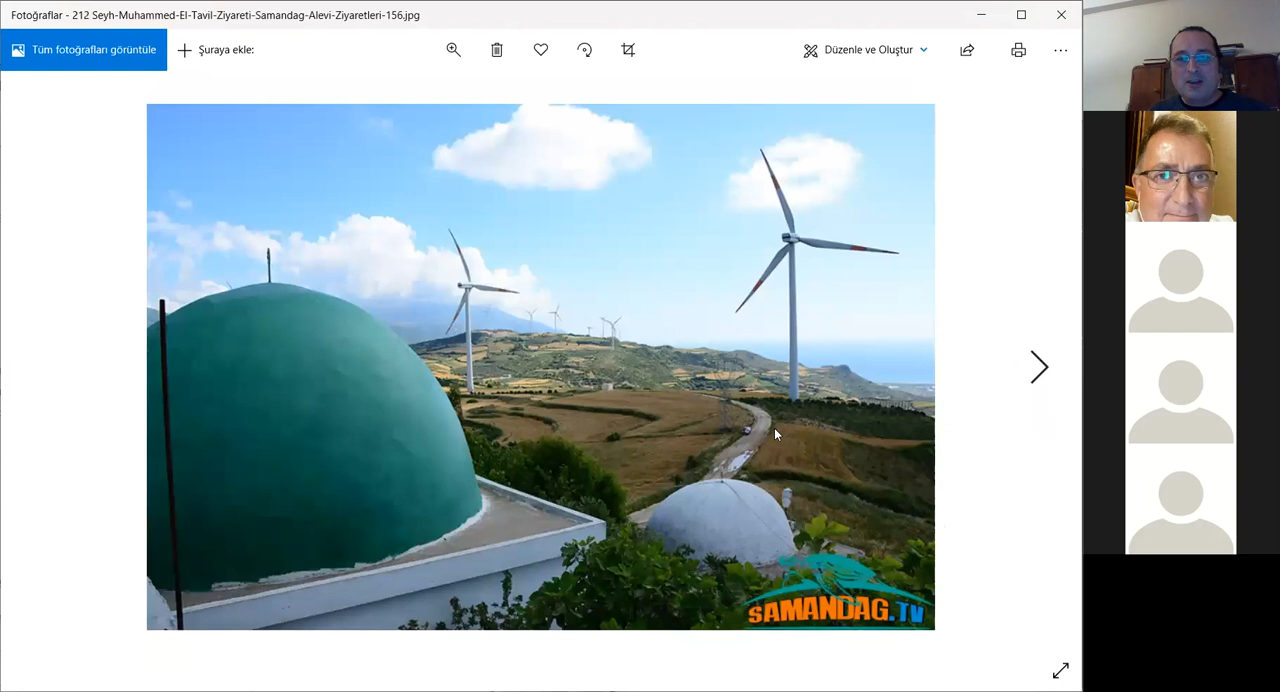 Fotoğraflar - 212 Seyh-Muhammed-El-Tavil-Ziyareti-Samandag-Alevi-Ziyaretleri-156.jpg
Tüm fotoğrafları görüntüle
Şuraya ekle:
Düzenle ve Oluştur
SAMANDAG.TV